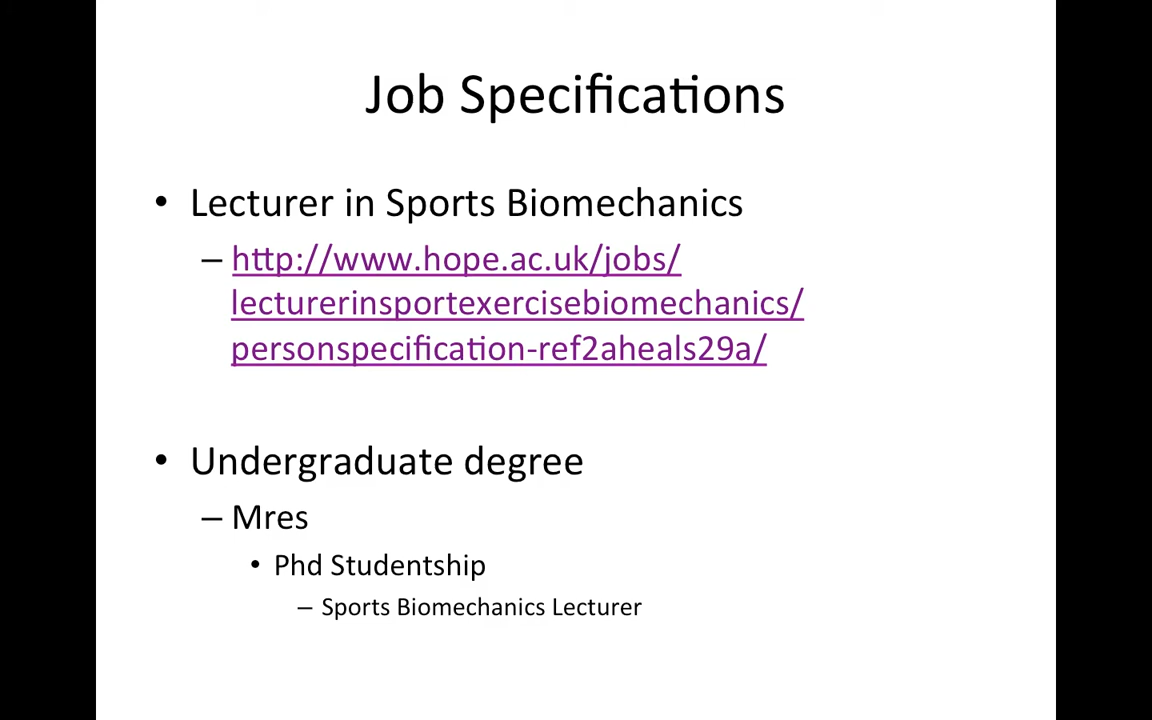 Job Specifications
• Lecturer in Sports Biomechanics
– http://www.hope.ac.uk/jobs/
lecturerinsportexercisebiomechanics/
personspecification-ref2aheals29a/
• Undergraduate degree
– Mres
• Phd Studentship
– Sports Biomechanics Lecturer